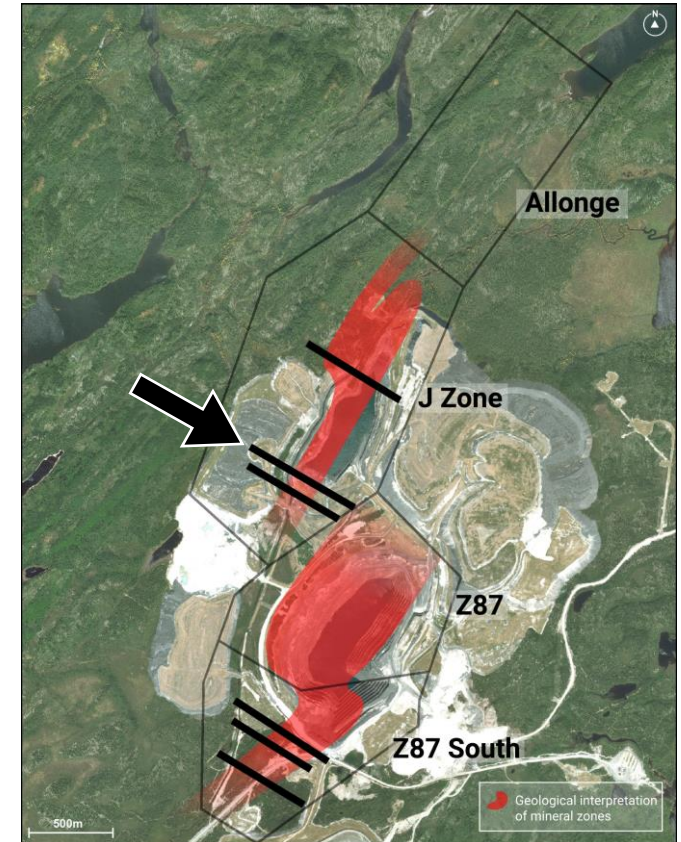 N
Allonge
J Zone
Z87
Z87 South
500m
Geological interpretation
of mineral zones